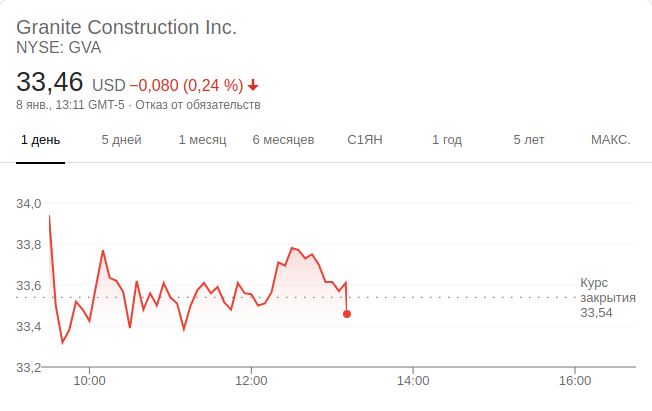 Granite Construction Inc.
NYSE: GVA
33,46 USD −0,080 (0,24 %)
8 янв., 13:11 GMT-5 · Отказ от обязательств
1 день 5 дней 1 месяц 6 месяцев С1ЯН 1 год 5 лет МАКС.
34,0
33,8
33,6
33,4
33,2
Курс
закрытия
33,54
10:00 12:00 14:00 16:00